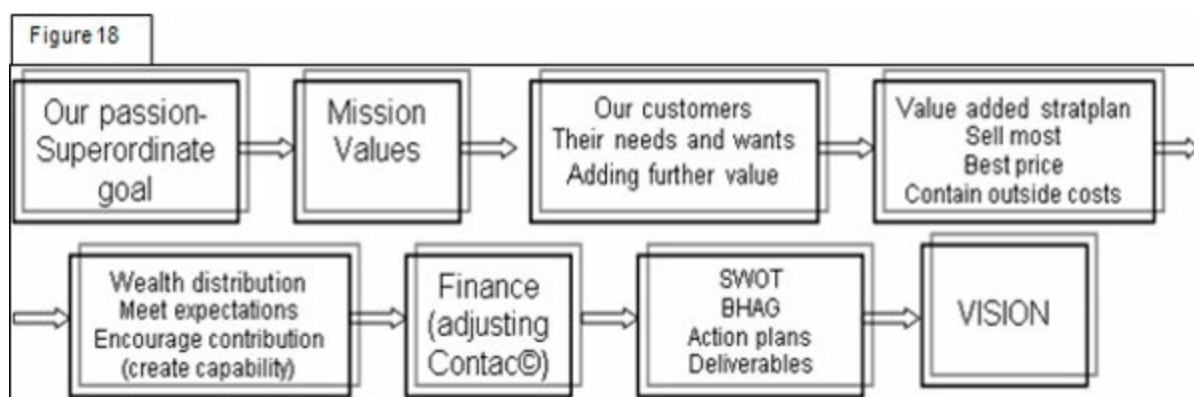 Figure 18
Our passion-
Superordinate
goal
Mission
Values
Our customers
Their needs and wants
Adding further value
Value added stratplan
Sell most
Best price
Contain outside costs
Wealth distribution
Meet expectations
Encourage contribution
(create capability)
Finance
(adjusting
Contac©)
SWOT
BHAG
Action plans
Deliverables
VISION